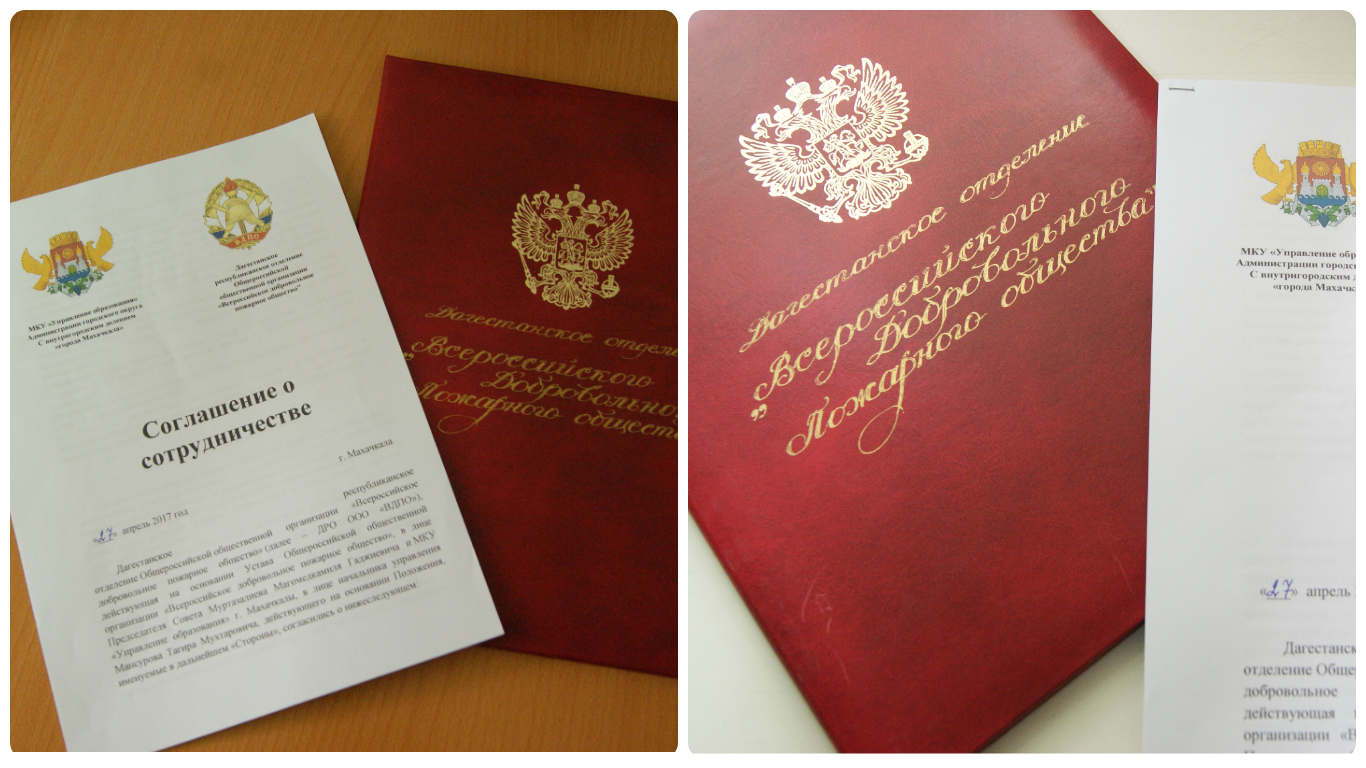 МКУ «Управление образования»
Администрации городского округа
С внутригородским делением
«города Махачкала»
ВДПО
Дагестанское
республиканское отделение
Общероссийской
общественной организации
«Всероссийское добровольное
пожарное общество"
Соглашение о
сотрудничестве
г. Махачкала
«27» апрель 2017 год
Дагестанское республиканское
отделение Общероссийской общественной организации «Всероссийское
добровольное пожарное общество» (далее – ДРО ООО «ВДПО»),
действующая на основании Устава Общероссийской общественной
организации «Всероссийское добровольное пожарное общество», в лице
Председателя Совета Муртазалиева Магомедкамиля Гаджиевича и МКУ
«Управление образования» г. Махачкалы, в лице начальника управления
Мансурова Тагира Мухтаровича, действующего на основании Положения,
именуемые в дальнейшем «Стороны», согласились о нижеследующем:
Дагестанское отделе
"Всероссийского
Добровольно
Пожарного общест
Дагестанское отделение
"Всероссийского
Добровольного
Пожарного общества"
МКУ «Управление обр
Администрации городс
С внутригородским д
«города Махачк
«27» апрель
Дагестанск
отделение Обще
добровольное
действующая
организации «В